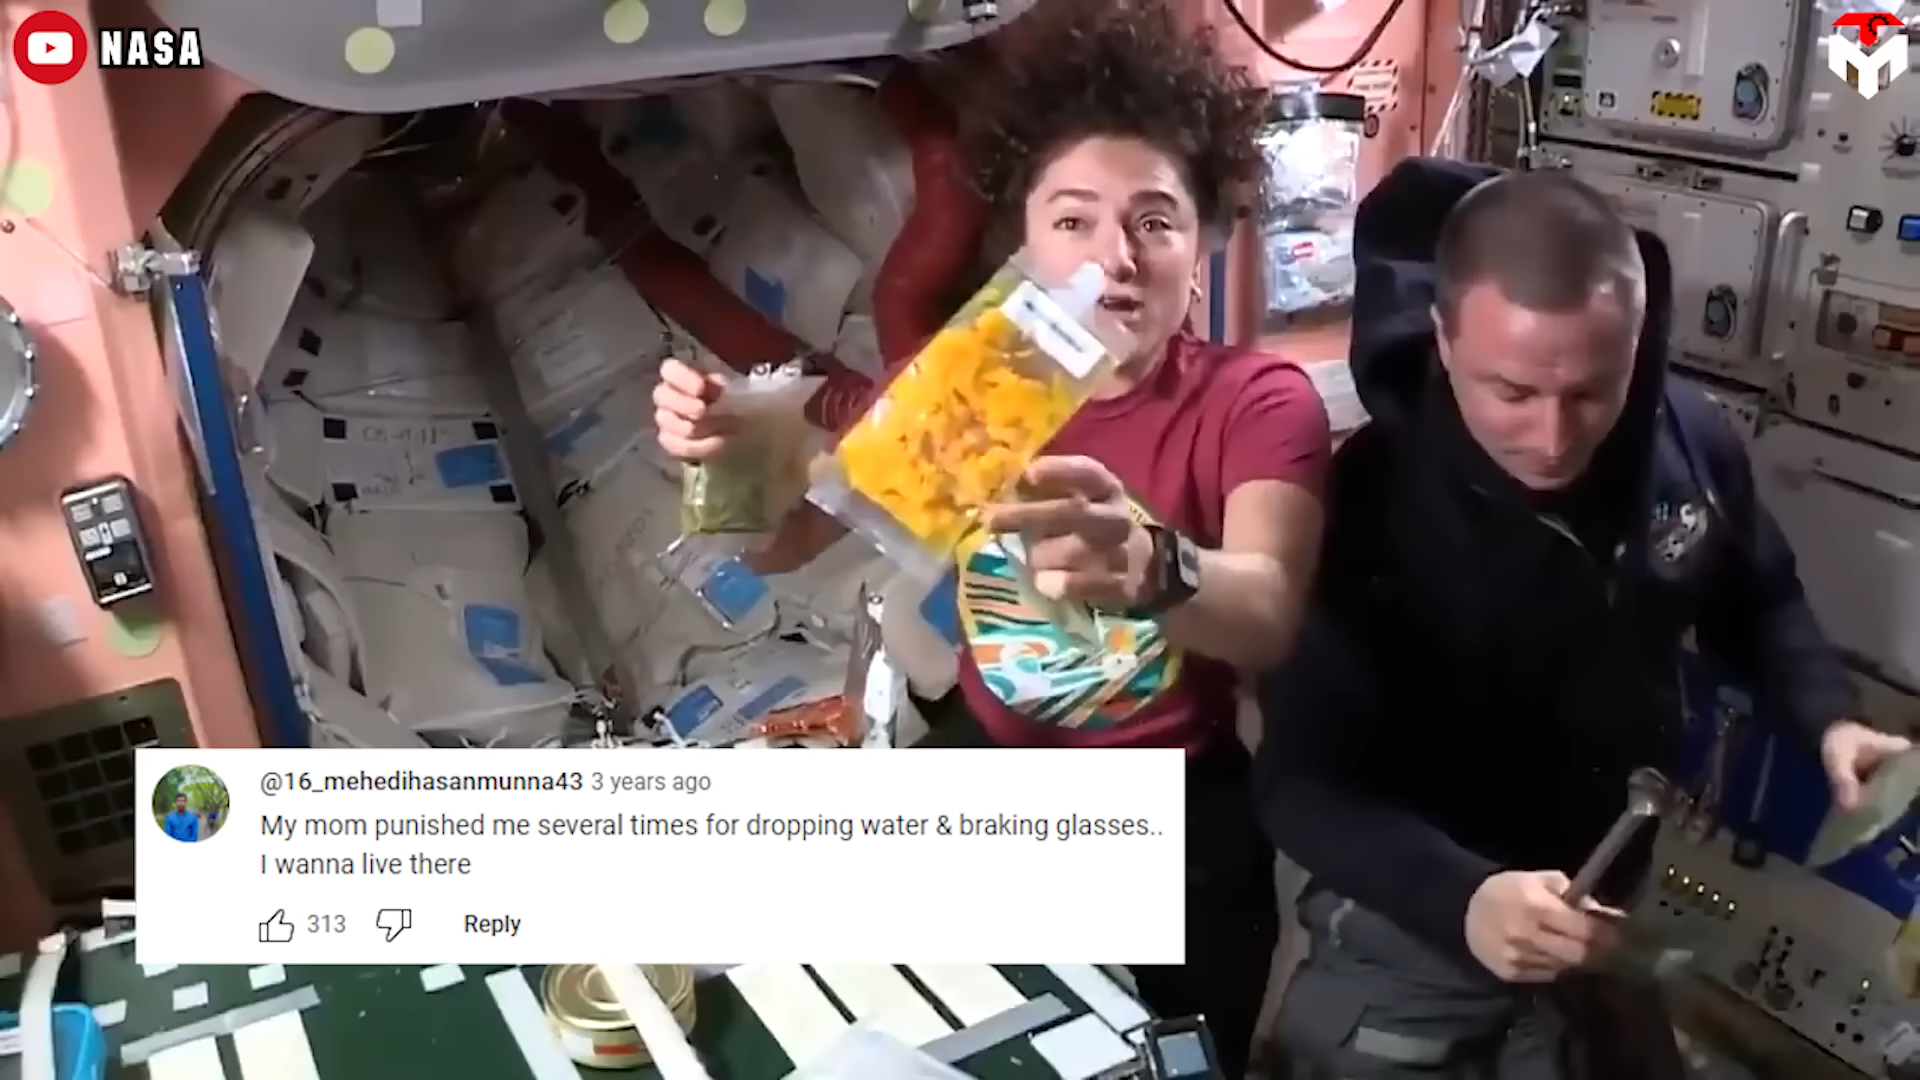 NASA
@16_mehedihasanmunna43 3 years ago
My mom punished me several times for dropping water & braking glasses..
I wanna live there
313
Reply